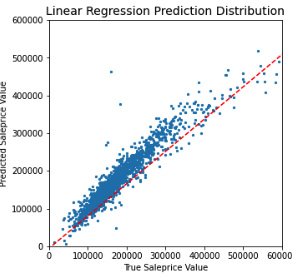 Linear Regression Prediction Distribution
600000
500000
400000
300000
200000
100000
0
Predicted Saleprice Value
0 100000 200000 300000 400000 500000 60000
True Saleprice Value